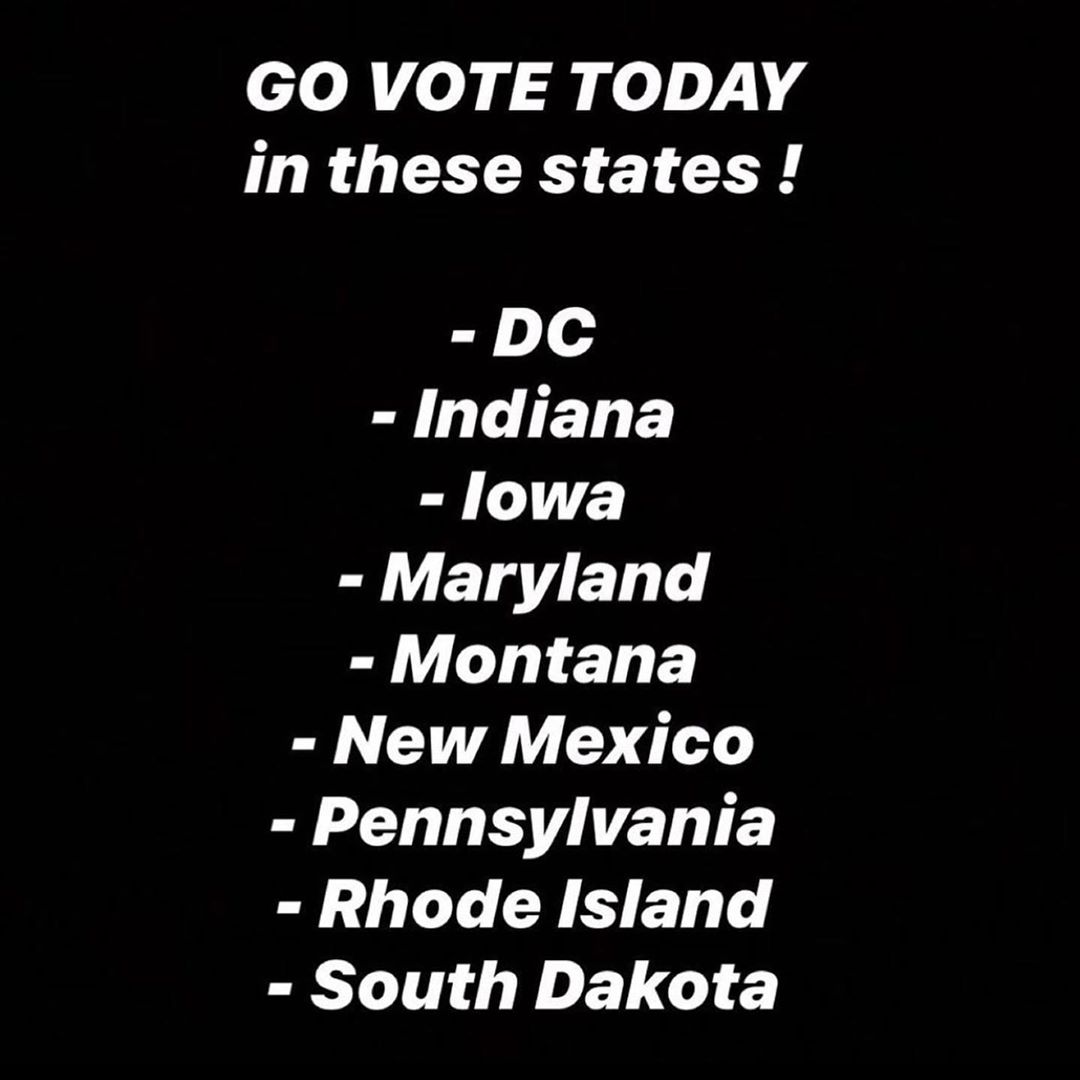 GO VOTE TODAY
in these states !
- DC
- Indiana
- Iowa
- Maryland
- Montana
- New Mexico
- Pennsylvania
- Rhode Island
- South Dakota